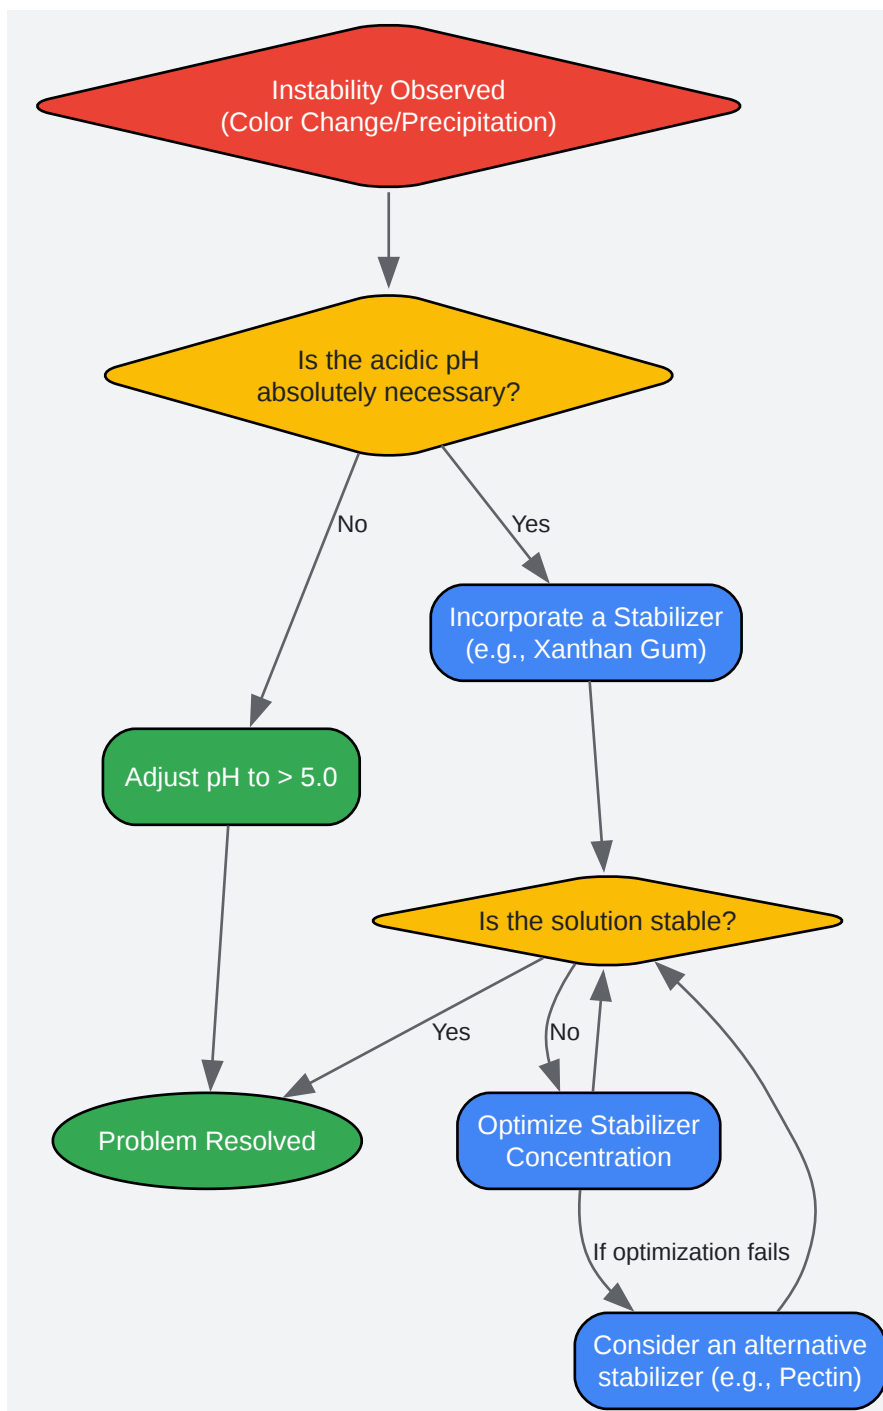 Instability Observed
(Color Change/Precipitation)
Is the acidic pH
absolutely necessary?
No
Yes
Incorporate a Stabilizer
(e.g., Xanthan Gum)
Adjust pH to > 5.0
Is the solution stable?
Yes
No
Problem Resolved
Optimize Stabilizer
Concentration
If optimization fails
Consider an alternative
stabilizer (e.g., Pectin)